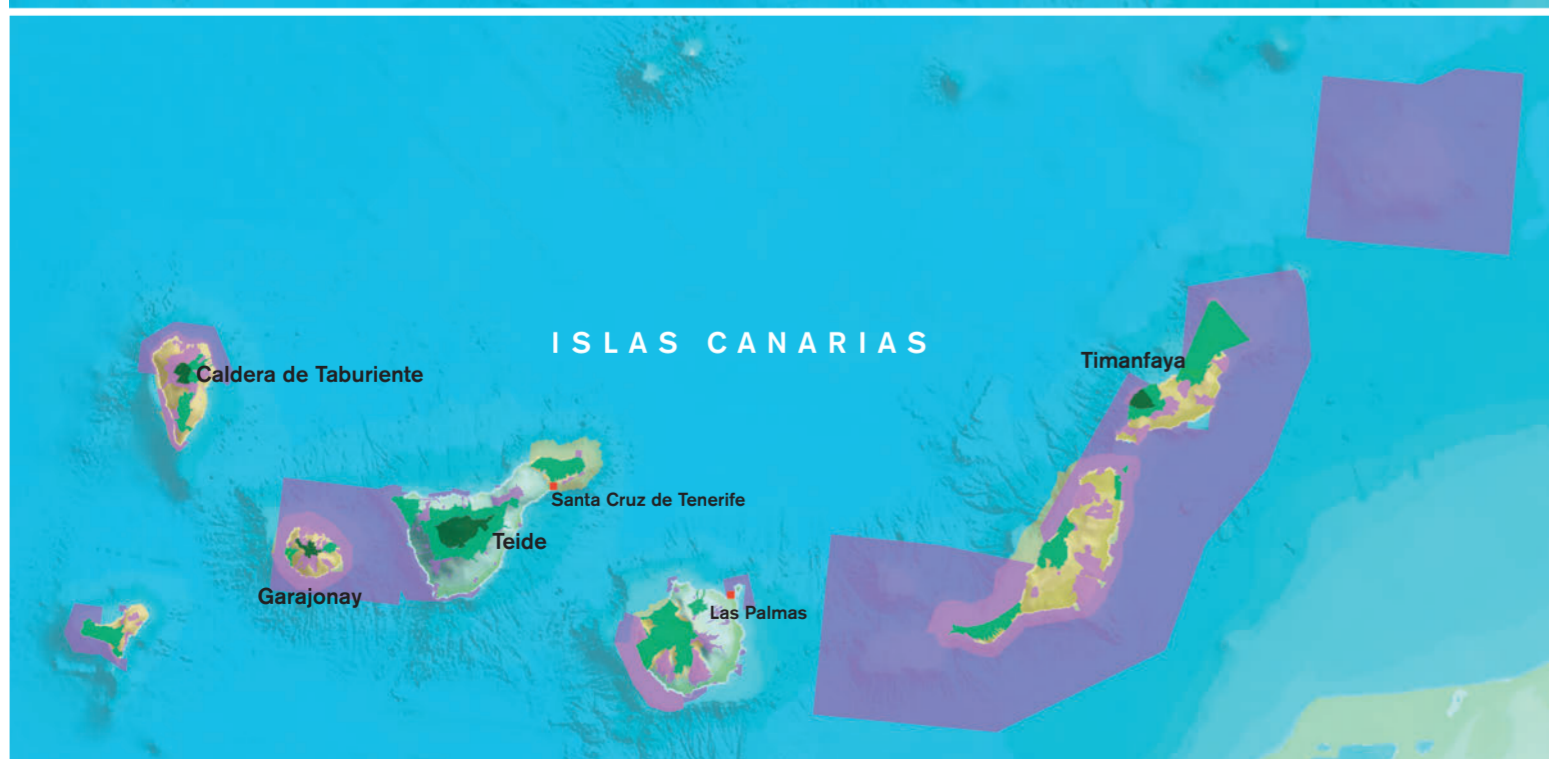 ISLAS CANARIAS
Timanfaya
Caldera de Taburiente
Santa Cruz de Tenerife
Teide
Garajonay
Las Palmas